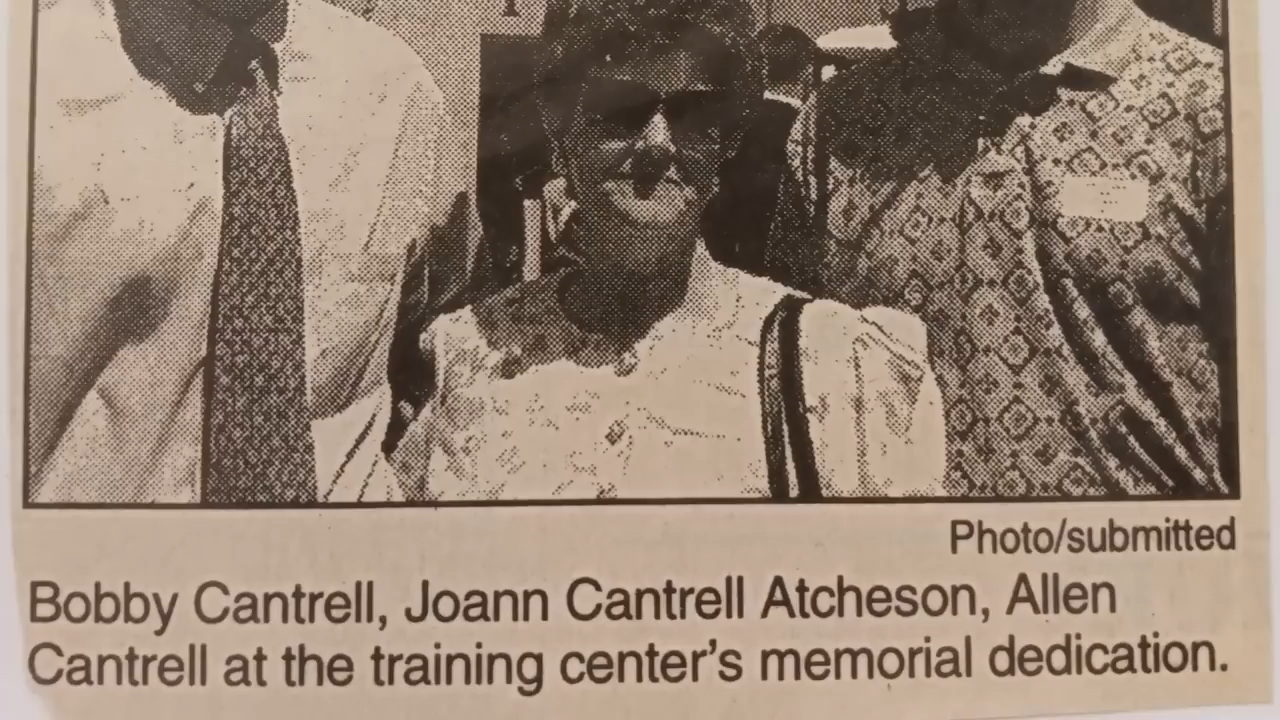 Photo/submitted
Bobby Cantrell, Joann Cantrell Atcheson, Allen
Cantrell at the training center's memorial dedication.